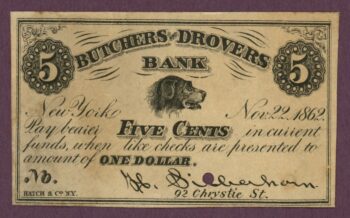 5 BUTCHERS AND DROVERS 5
BANK
New York Nov. 22. 1862.
Pay bearer FIVE CENTS in current
funds, when like checks are presented to
amount of ONE DOLLAR.
No.
HATCH & CO. N.Y.
92 Chrystie St.